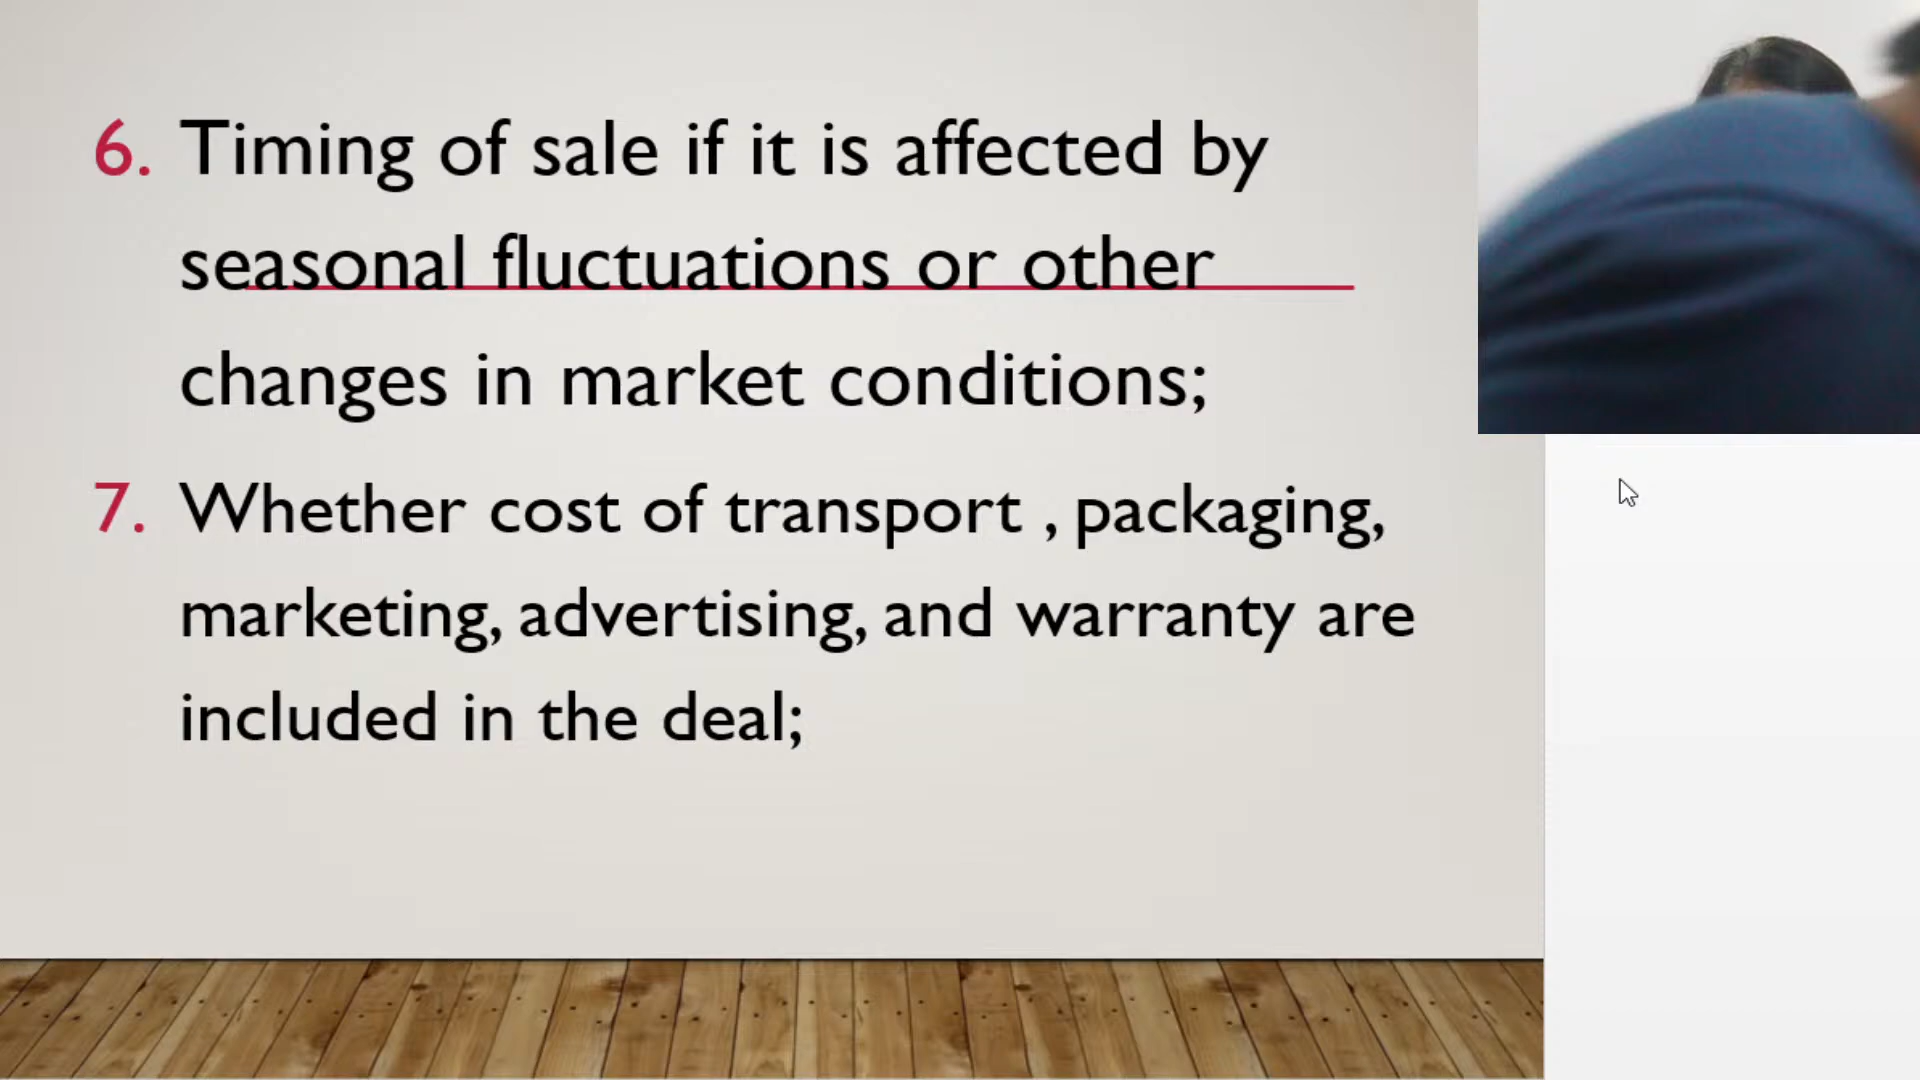 6. Timing of sale if it is affected by
seasonal fluctuations or other
changes in market conditions;
7. Whether cost of transport , packaging,
marketing, advertising, and warranty are
included in the deal;